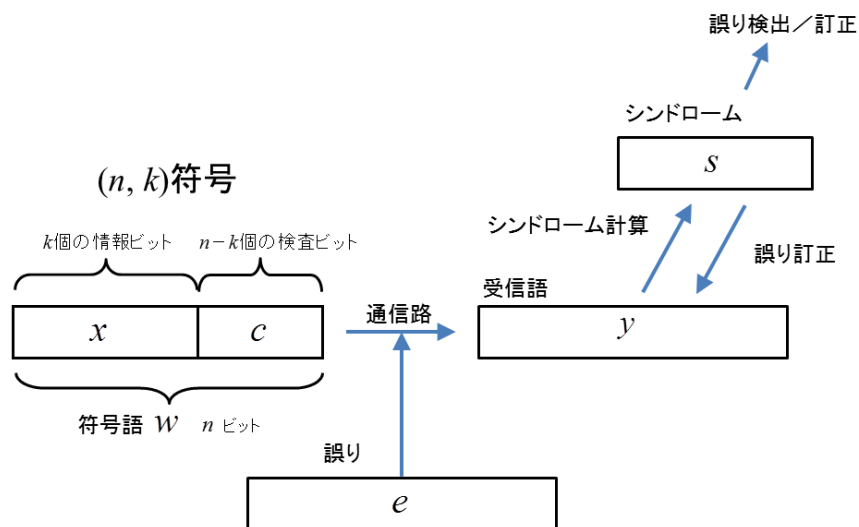 誤り検出／訂正
シンドローム
s
(n, k)符号
シンドローム計算
k個の情報ビット n−k個の検査ビット
誤り訂正
受信語
通信路
x c
y
符号語 w n ビット
誤り
e